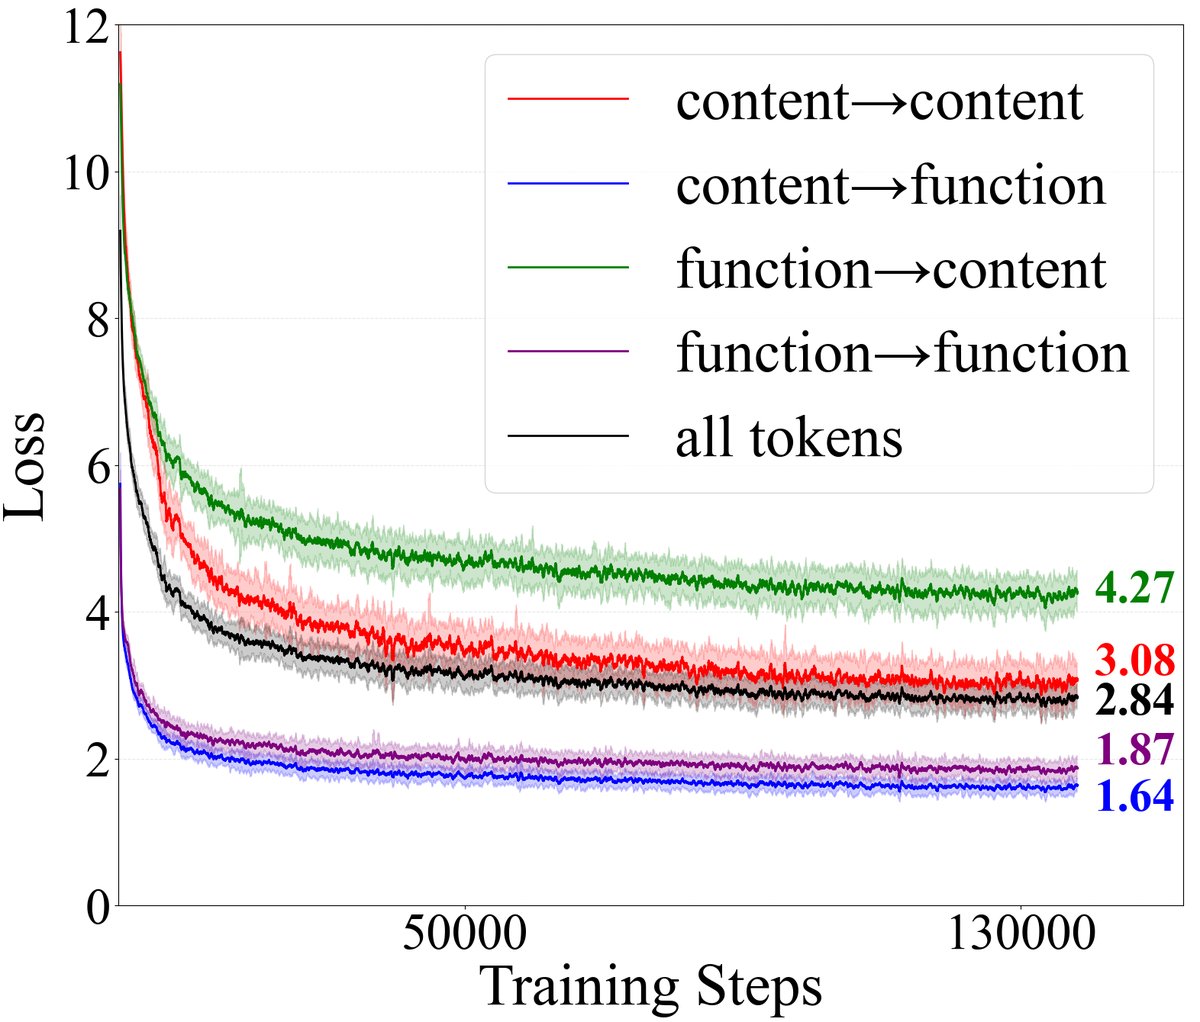 12
10
8
6
4
2
0
Loss
content→content
content→function
function→content
function→function
all tokens
4.27
3.08
2.84
1.87
1.64
50000
130000
Training Steps